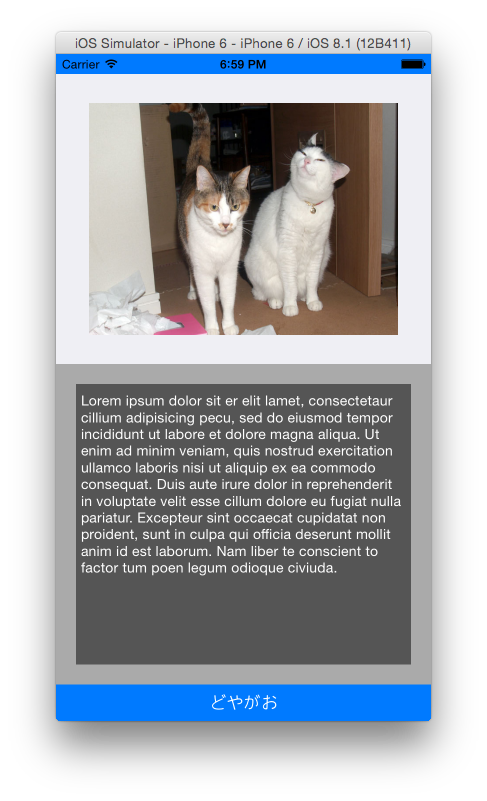 iOS Simulator - iPhone 6 - iPhone 6 / iOS 8.1 (12B411)
Carrier 6:59 PM
Lorem ipsum dolor sit er elit lamet, consectetaur
cillium adipisicing pecu, sed do eiusmod tempor
incididunt ut labore et dolore magna aliqua. Ut
enim ad minim veniam, quis nostrud exercitation
ullamco laboris nisi ut aliquip ex ea commodo
consequat. Duis aute irure dolor in reprehenderit
in voluptate velit esse cillum dolore eu fugiat nulla
pariatur. Excepteur sint occaecat cupidatat non
proident, sunt in culpa qui officia deserunt mollit
anim id est laborum. Nam liber te conscient to
factor tum poen legum odioque civiuda.
どやがお